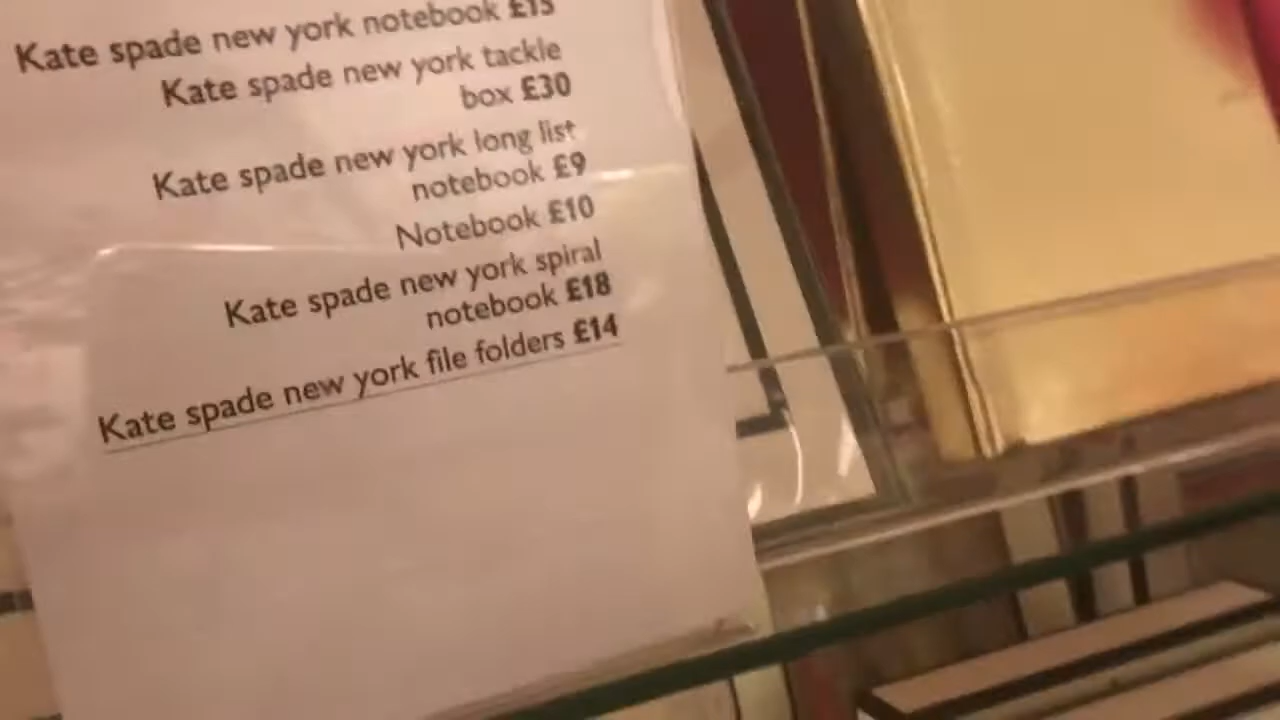 Kate spade new york notebook £15
Kate spade new york tackle
box £30
Kate spade new york long list
notebook £9
Notebook £10
Kate spade new york spiral
notebook £18
Kate spade new york file folders £14